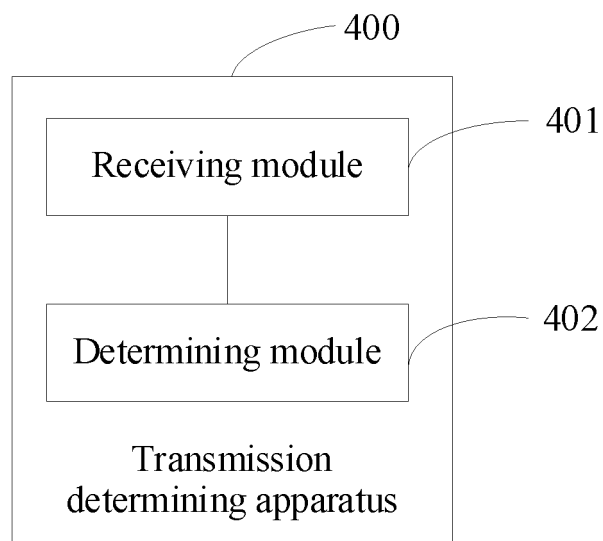 400
401
Receiving module
402
Determining module
Transmission
determining apparatus